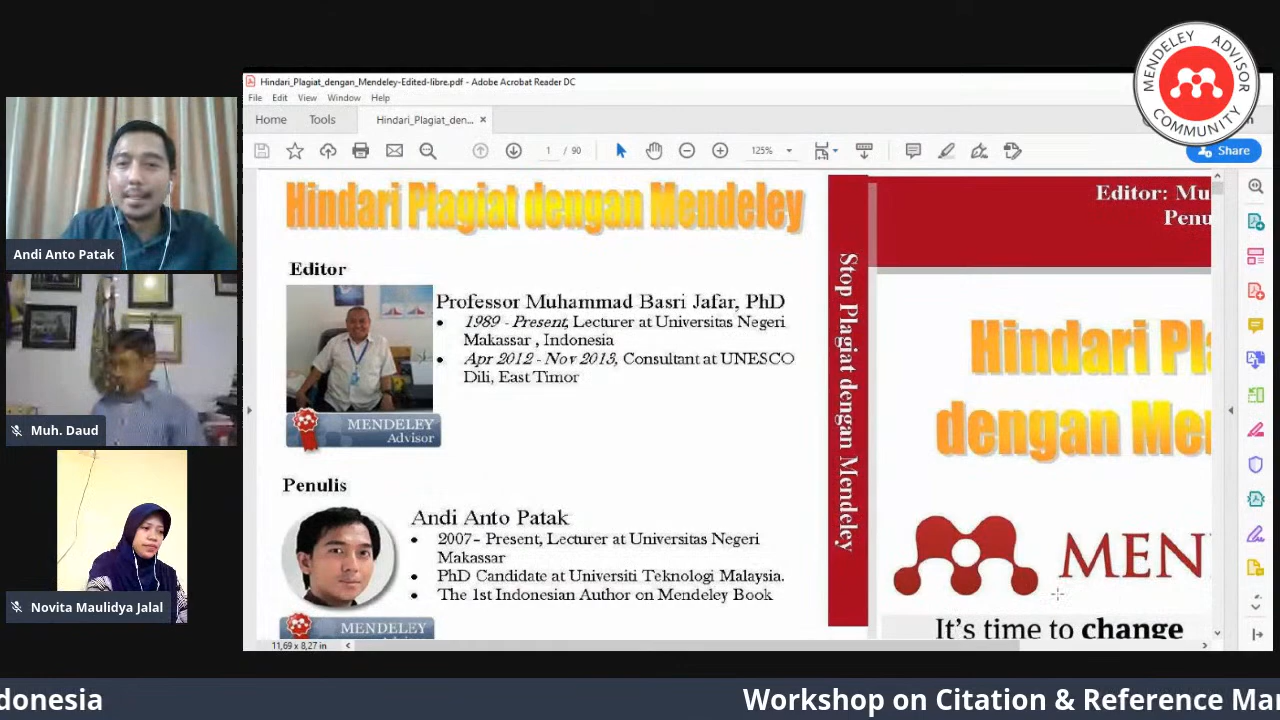 MENDELEY ADVISOR COMMUNITY
Hindari_Plagiat_dengan_Mendeley-Edited-libre.pdf - Adobe Acrobat Reader DC
File Edit View Window Help
Home Tools Hindari_Plagiat_den... ×
1 / 90 125% Share
Hindari Plagiat dengan Mendeley
Editor
Professor Muhammad Basri Jafar, PhD
• 1989 - Present, Lecturer at Universitas Negeri
Makassar , Indonesia
• Apr 2012 - Nov 2013, Consultant at UNESCO
Dili, East Timor
MENDELEY
Advisor
Penulis
Andi Anto Patak
• 2007– Present, Lecturer at Universitas Negeri
Makassar
• PhD Candidate at Universiti Teknologi Malaysia.
• The 1st Indonesian Author on Mendeley Book
MENDELEY
11,69 x 8,27 in
Stop Plagiat dengan Mendeley
Editor: Mu
Penu
Hindari Pl
dengan Me
MEN
It's time to change
Andi Anto Patak
Muh. Daud
Novita Maulidya Jalal
donesia
Workshop on Citation & Reference Ma